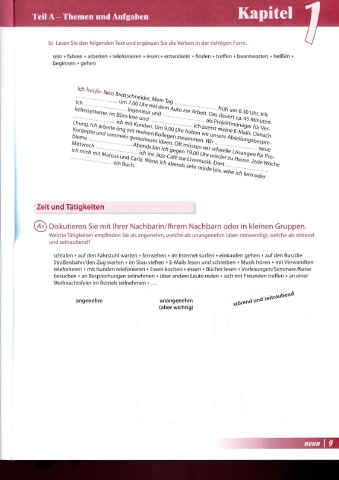 Teil A – Themen und Aufgaben
Kapitel 1
b) Lesen Sie den folgenden Text und ergänzen Sie die Verben in der richtigen Form.
sein • fahren • arbeiten • telefonieren • lesen • entwickeln • finden • treffen • beantworten • heißen •
beginnen • gehen
Ich heiße Nico Brettschneider. Mein Tag .................... früh um 6.30 Uhr. Ich
.................... um 7.00 Uhr mit dem Auto zur Arbeit. Das dauert ca. 45 Minuten.
Ich .................... Ingenieur und .................... als Projektmanager für Ver-
kehrssysteme. Im Büro lese und .................... ich zuerst meine E-Mails. Danach
.................... ich mit Kunden. Um 9.00 Uhr haben wir unsere Abteilungsbespre-
chung. Ich arbeite eng mit meinen Kollegen zusammen. Wir .................... neue
Konzepte und sammeln gemeinsam Ideen. Oft müssen wir schnelle Lösungen für Pro-
bleme .................... Abends bin ich gegen 19.00 Uhr wieder zu Hause. Jede Woche
Mittwoch .................... ich ins Jazz-Café zur Livemusik. Dort ....................
ich mich mit Marcus und Carla. Wenn ich abends sehr müde bin, sehe ich fern oder
.................... ein Buch.
Zeit und Tätigkeiten
A3 Diskutieren Sie mit Ihrer Nachbarin/Ihrem Nachbarn oder in kleinen Gruppen.
Welche Tätigkeiten empfinden Sie als angenehm, welche als unangenehm (aber notwendig), welche als störend
und zeitraubend?
schlafen • auf den Fahrstuhl warten • fernsehen • im Internet surfen • einkaufen gehen • auf den Bus/die
Straßenbahn/den Zug warten • im Stau stehen • E-Mails lesen und schreiben • Musik hören • mit Verwandten
telefonieren • mit Kunden telefonieren • Essen kochen • essen • Bücher lesen • Vorlesungen/Seminare/Kurse
besuchen • an Besprechungen teilnehmen • über andere Leute reden • sich mit Freunden treffen • an einer
Weihnachtsfeier im Betrieb teilnehmen • ...
angenehm
unangenehm
(aber wichtig)
störend und zeitraubend
neun | 9